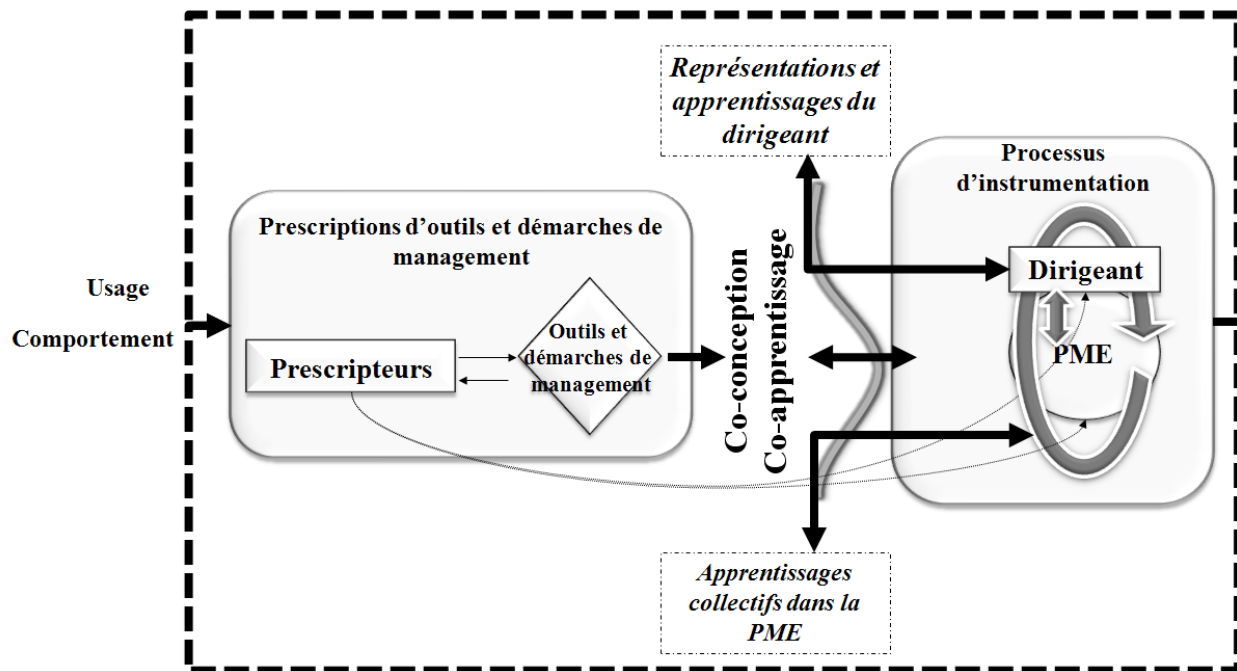 Usage
Comportement
Prescriptions d’outils et démarches de
management
Prescripteurs
Outils et
démarches de
management
Co-conception
Co-apprentissage
Représentations et
apprentissages du
dirigeant
Processus
d’instrumentation
Dirigeant
PME
Apprentissages
collectifs dans la
PME